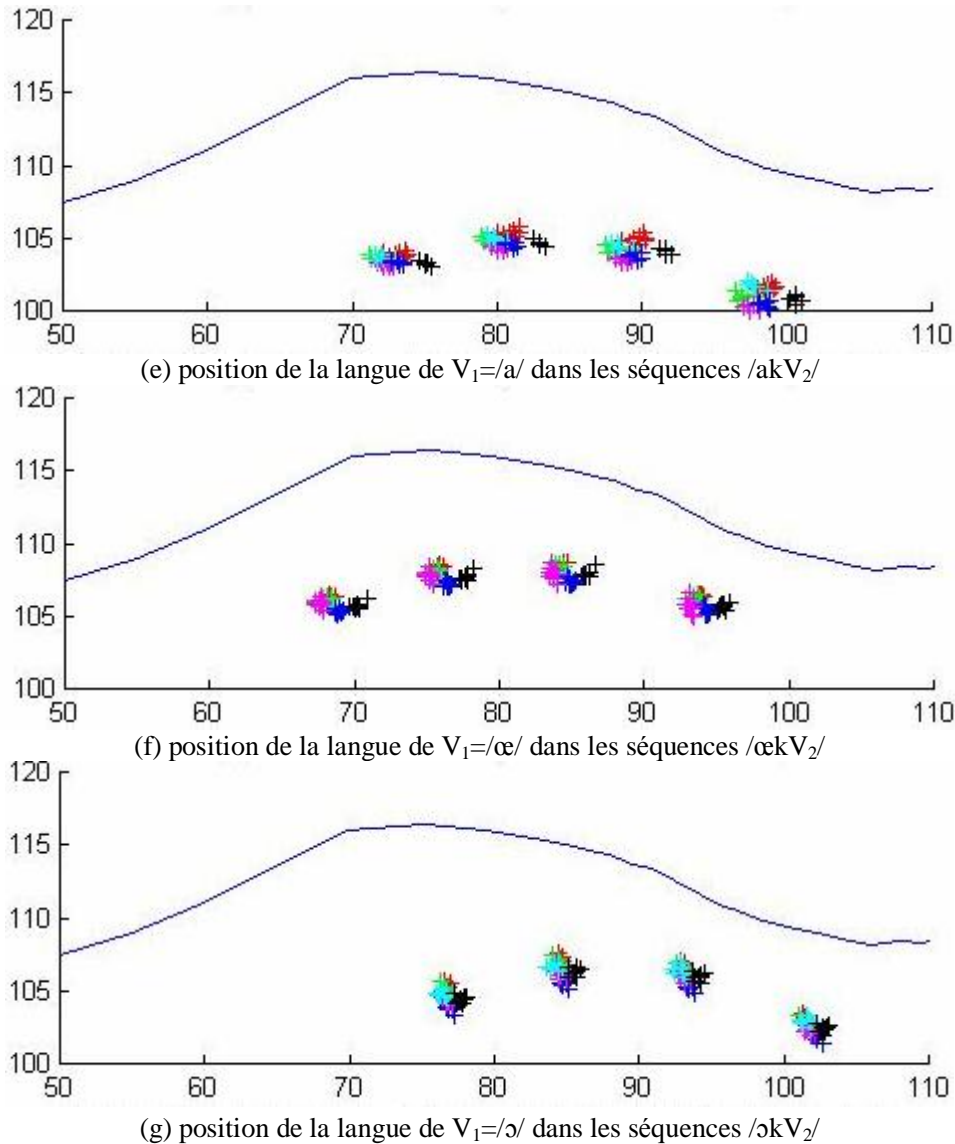 120
115
110
105
100
50 60 70 80 90 100 110
(e) position de la langue de V₁=/a/ dans les séquences /akV₂/
120
115
110
105
100
50 60 70 80 90 100 110
(f) position de la langue de V₁=/œ/ dans les séquences /œkV₂/
120
115
110
105
100
50 60 70 80 90 100 110
(g) position de la langue de V₁=/ɔ/ dans les séquences /ɔkV₂/